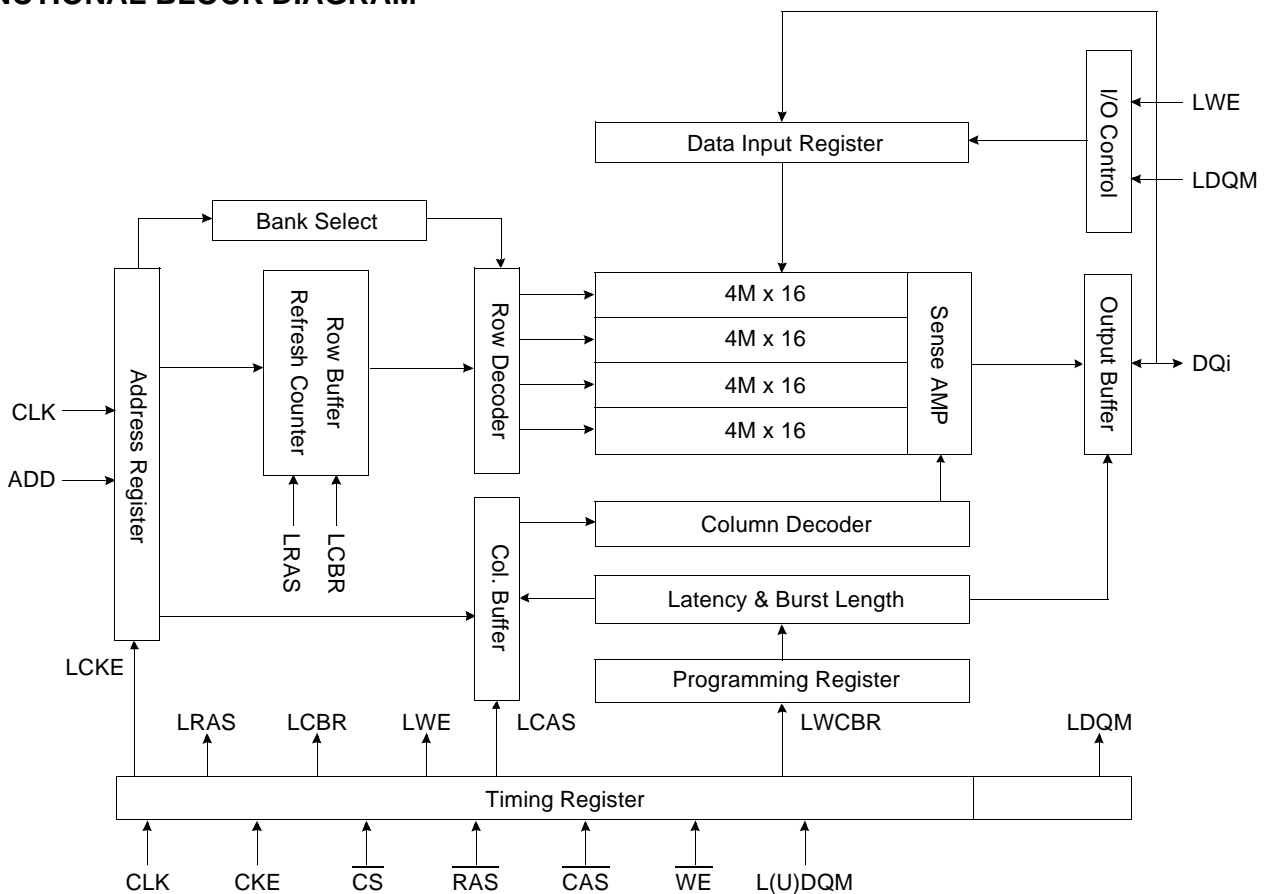 NCTIONAL BLOCK DIAGRAM
I/O Control
LWE
Data Input Register
LDQM
Bank Select
Address Register
Row Buffer
Refresh Counter
Row Decoder
4M x 16
4M x 16
4M x 16
4M x 16
Sense AMP
Output Buffer
DQi
CLK
ADD
LRAS
LCBR
Col. Buffer
Column Decoder
Latency & Burst Length
Programming Register
LCKE
LRAS
LCBR
LWE
LCAS
LWCBR
LDQM
Timing Register
CLK
CKE
CS
RAS
CAS
WE
L(U)DQM